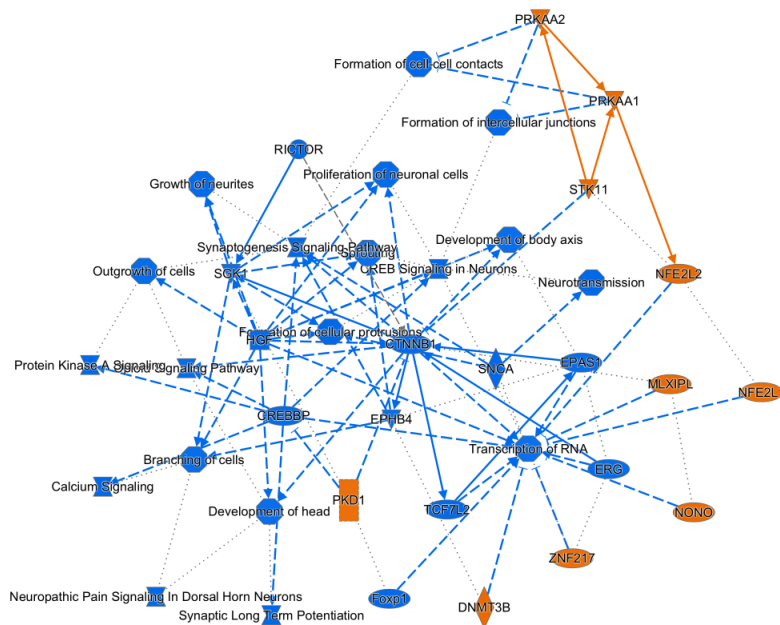 PRKAA2
Formation of cell-cell contacts
PRKAA1
Formation of intercellular junctions
RICTOR
Proliferation of neuronal cells
Growth of neurites
STK11
Synaptogenesis Signaling Pathway
Development of body axis
Sprouting
CREB Signaling in Neurons
Outgrowth of cells
SGK1
NFE2L2
Neurotransmission
Formation of cellular protrusions
HGF
CTNNB1
Protein Kinase A Signaling
Opioid Signaling Pathway
SNCA
EPAS1
MLXIPL
NFE2L
CREBBP
EPHB4
Transcription of RNA
Branching of cells
ERG
Calcium Signaling
PKD1
Development of head
TCF7L2
NONO
ZNF217
Neuropathic Pain Signaling In Dorsal Horn Neurons
Foxp1
DNMT3B
Synaptic Long Term Potentiation